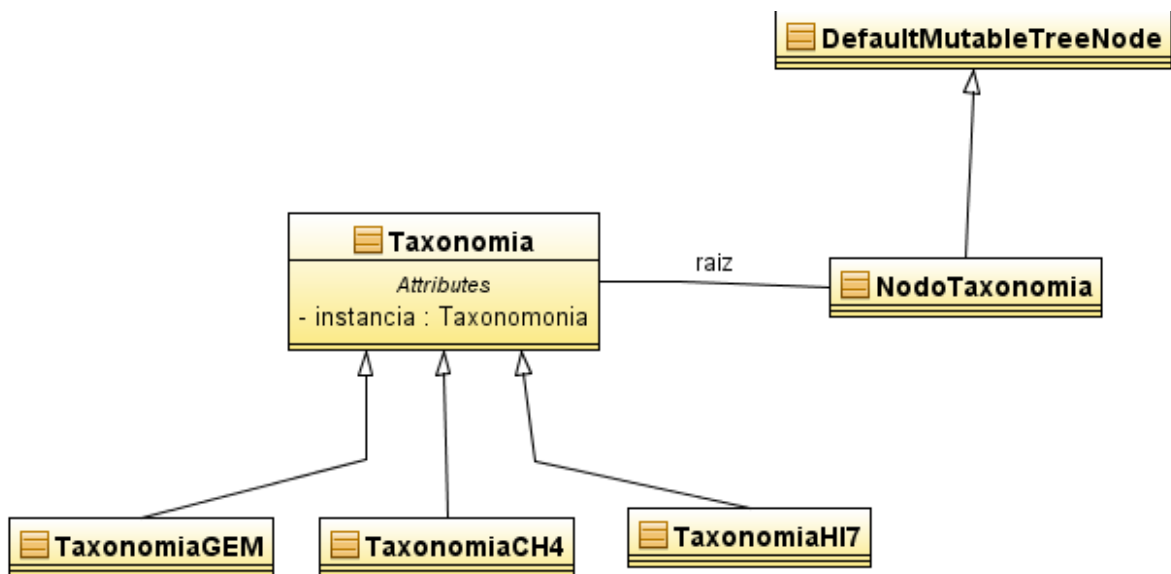 DefaultMutableTreeNode
Taxonomia
Attributes
- instancia : Taxonomonia
raiz
NodoTaxonomia
TaxonomiaGEM
TaxonomiaCH4
TaxonomiaHI7